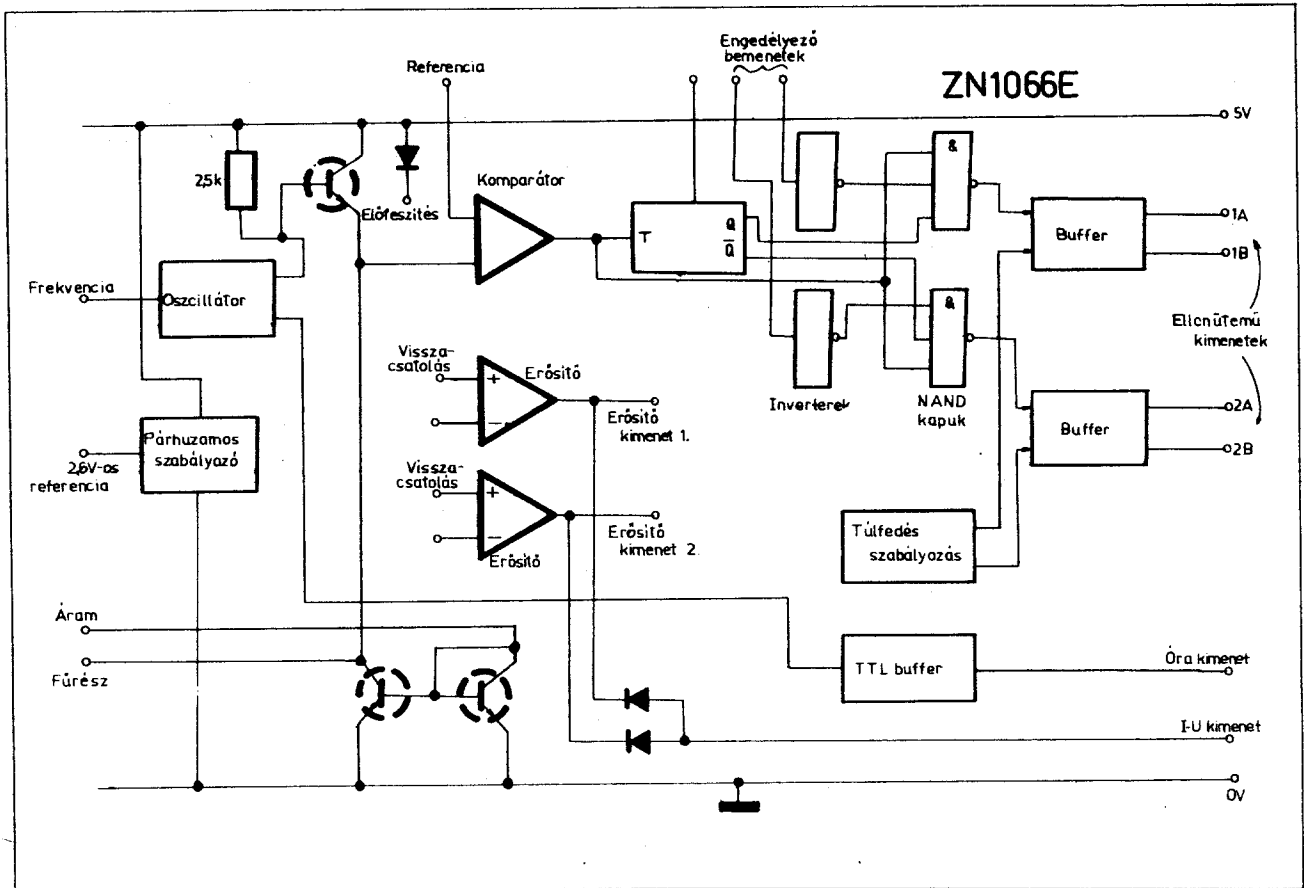 Engedélyező
bemenetek
Referencia
ZN1066E
5V
&
2,5k
Komparátor
Előfeszítés
T
Q
Q̅
1A
Buffer
1B
Frekvencia
Oszcillátor
&
Ellenütemű
kimenetek
Vissza-
csatolás
Erősítő
+
−
Inverterek
NAND
kapuk
Erősítő
kimenet 1.
2A
Buffer
2B
Párhuzamos
szabályozó
2,6V-os
referencia
Vissza-
csatolás
+
−
Erősítő
Erősítő
kimenet 2.
Túlfedés
szabályozás
Áram
Fűrész
TTL buffer
Óra kimenet
I-U kimenet
0V